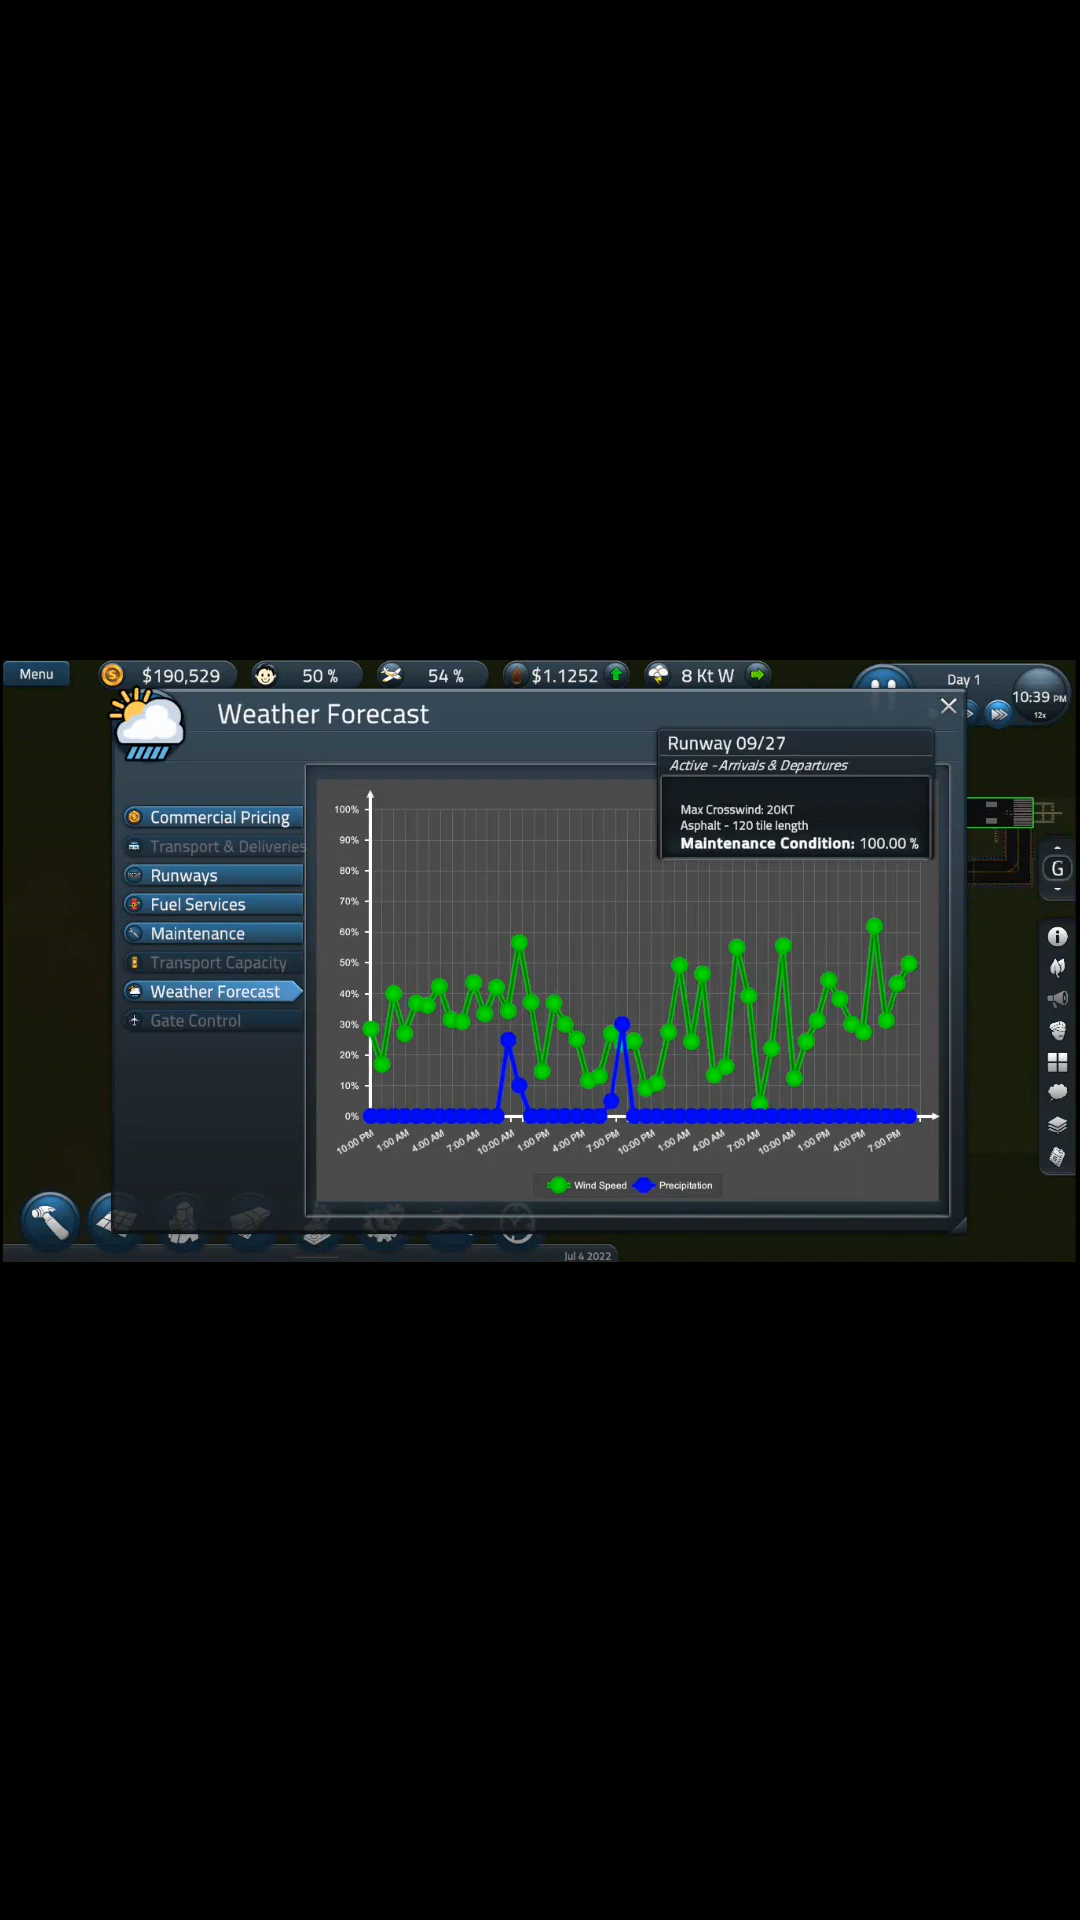 Menu
$190,529
50 %
54 %
$1.1252
8 Kt W
Day 1
10:39 PM
12x
Weather Forecast
Runway 09/27
Active - Arrivals & Departures
Max Crosswind: 20KT
Asphalt - 120 tile length
Maintenance Condition: 100.00 %
Commercial Pricing
Transport & Deliveries
Runways
Fuel Services
Maintenance
Transport Capacity
Weather Forecast
Gate Control
100%
90%
80%
70%
60%
50%
40%
30%
20%
10%
0%
10:00 PM 1:00 AM 4:00 AM 7:00 AM 10:00 AM 1:00 PM 4:00 PM 7:00 PM 10:00 PM 1:00 AM 4:00 AM 7:00 AM 10:00 AM 1:00 PM 4:00 PM 7:00 PM
Wind Speed Precipitation
G
Jul 4 2022